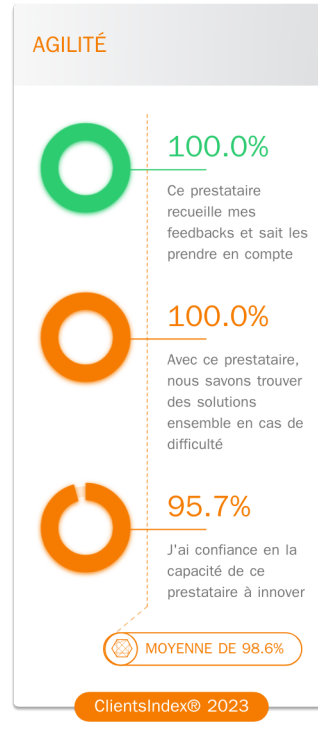 AGILITÉ
100.0%
Ce prestataire
recueille mes
feedbacks et sait les
prendre en compte
100.0%
Avec ce prestataire,
nous savons trouver
des solutions
ensemble en cas de
difficulté
95.7%
J'ai confiance en la
capacité de ce
prestataire à innover
MOYENNE DE 98.6%
ClientsIndex® 2023